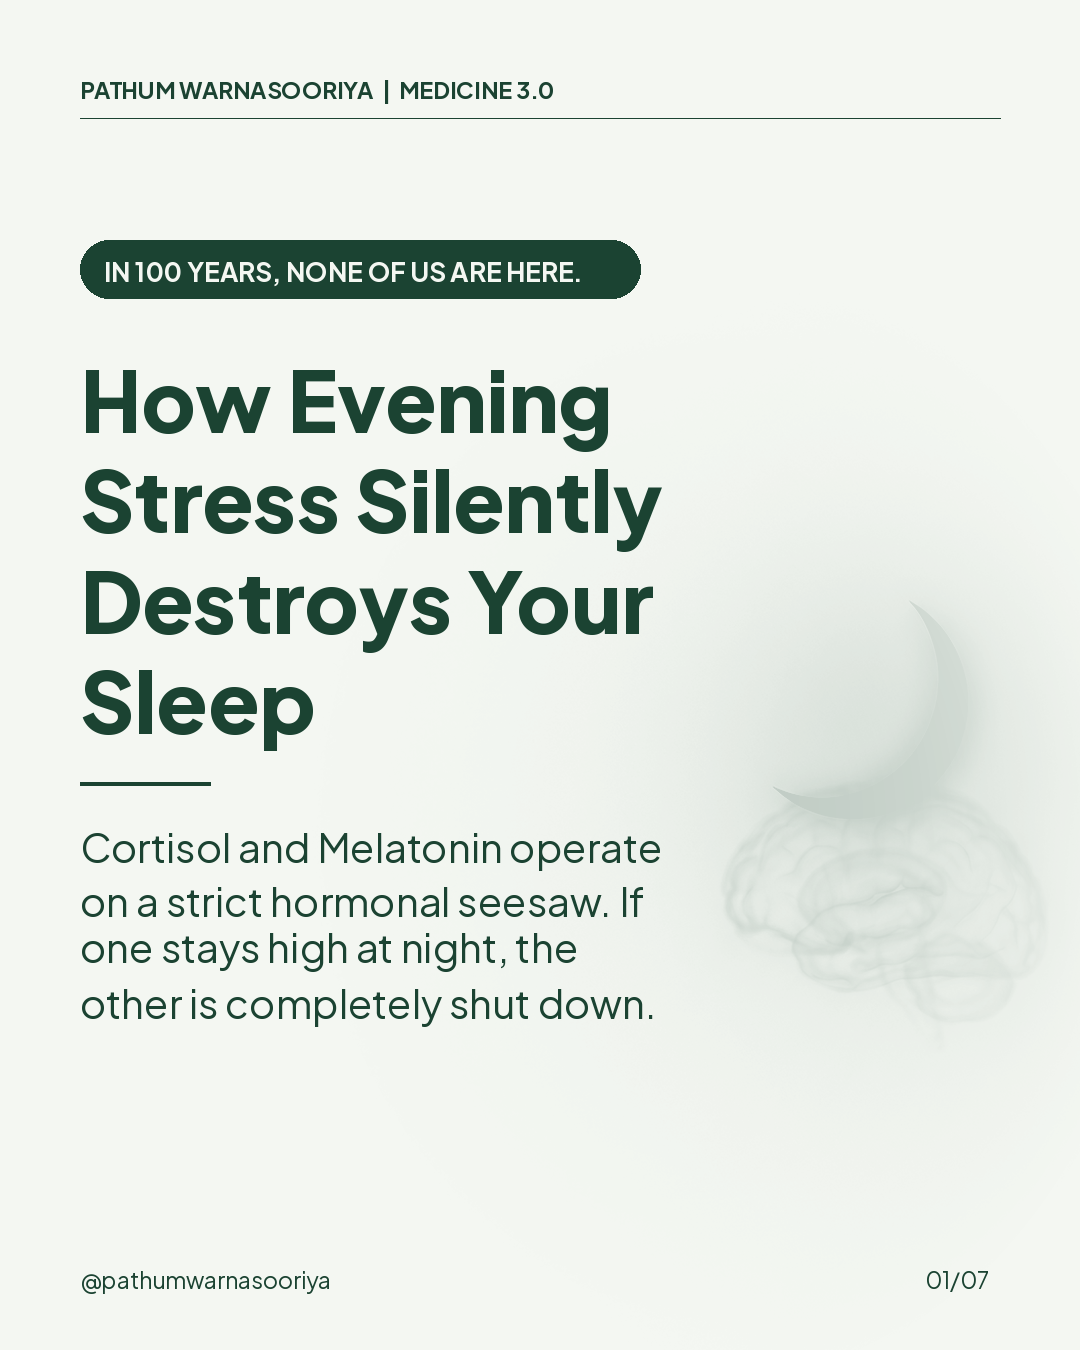 PATHUM WARNASOORIYA | MEDICINE 3.0
IN 100 YEARS, NONE OF US ARE HERE.
How Evening
Stress Silently
Destroys Your
Sleep
Cortisol and Melatonin operate
on a strict hormonal seesaw. If
one stays high at night, the
other is completely shut down.
@pathumwarnasooriya
01/07